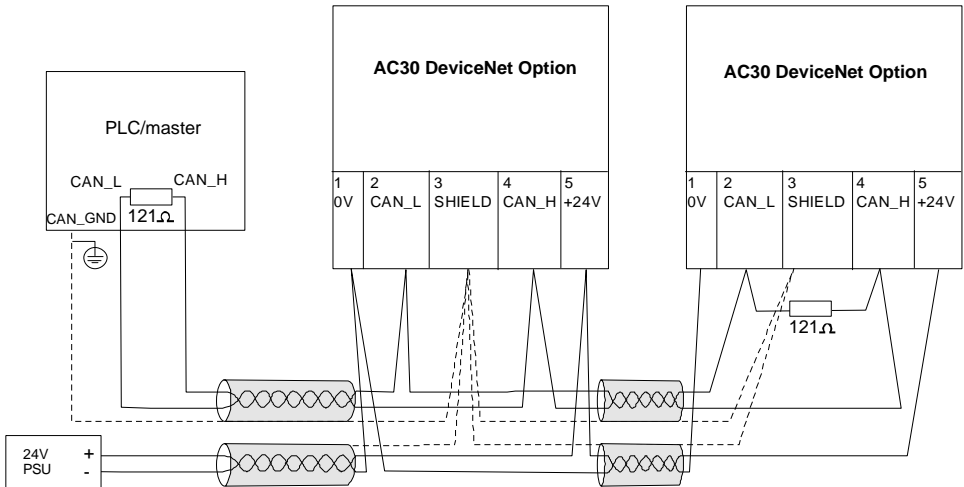 AC30 DeviceNet Option
AC30 DeviceNet Option
PLC/master
CAN_L
CAN_H
121Ω
CAN_GND
1 2 3 4 5
0V CAN_L SHIELD CAN_H +24V
1 2 3 4 5
0V CAN_L SHIELD CAN_H +24V
121Ω
24V +
PSU -